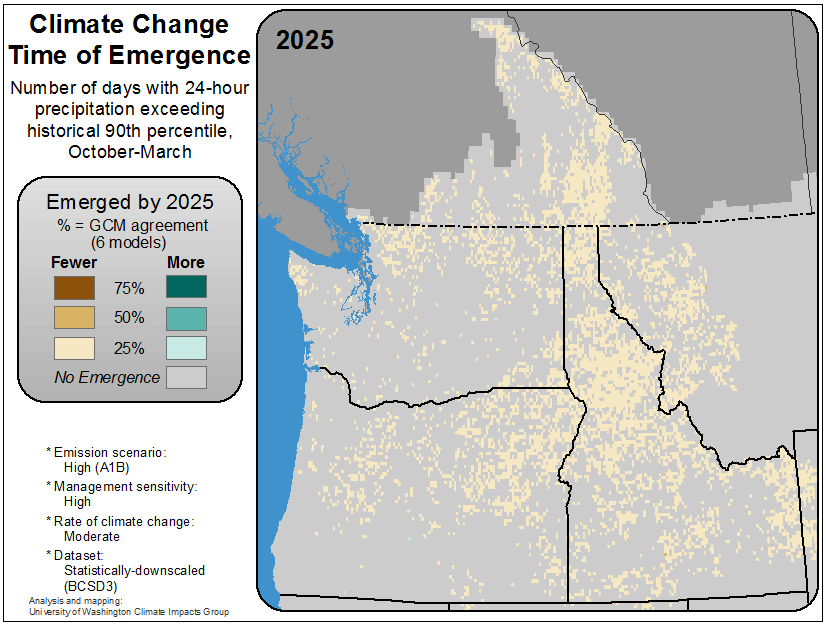 Climate Change
Time of Emergence
Number of days with 24-hour
precipitation exceeding
historical 90th percentile,
October-March
Emerged by 2025
% = GCM agreement
(6 models)
Fewer More
75%
50%
25%
No Emergence
* Emission scenario:
High (A1B)
* Management sensitivity:
High
* Rate of climate change:
Moderate
* Dataset:
Statistically-downscaled
(BCSD3)
Analysis and mapping:
University of Washington Climate Impacts Group
2025